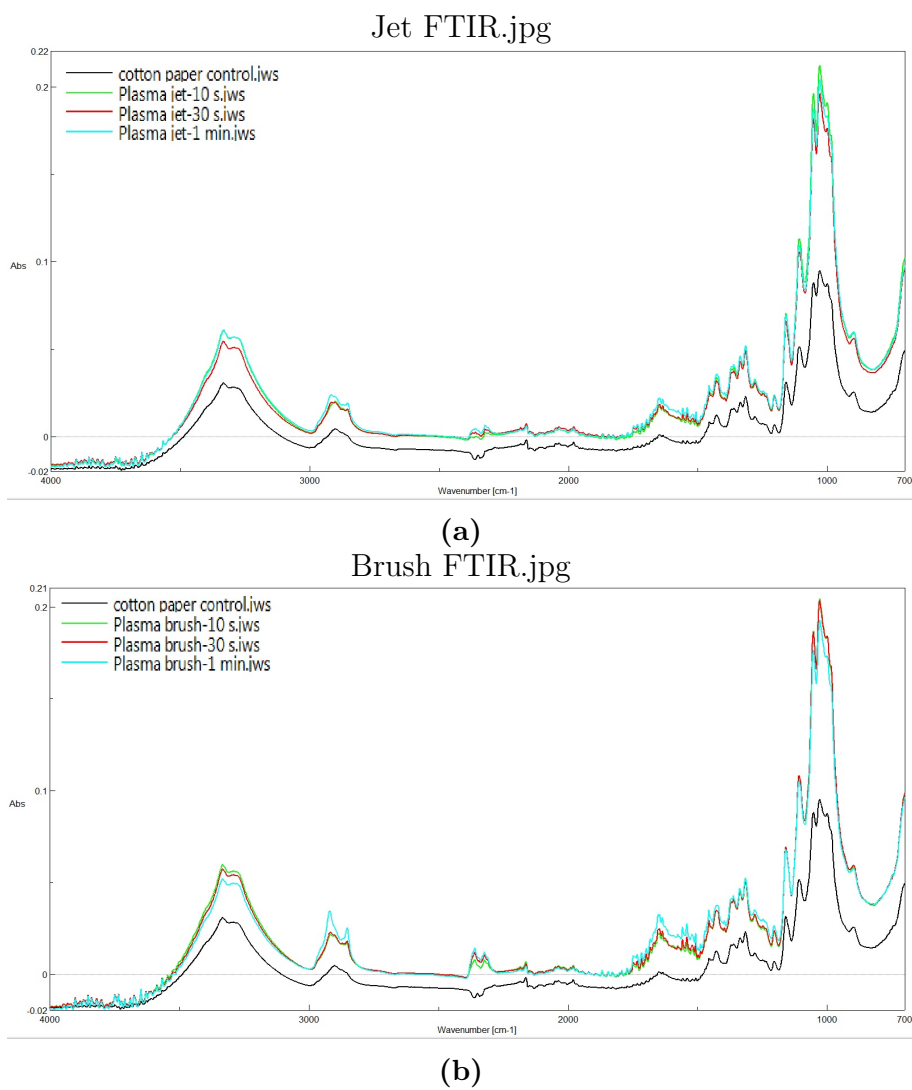 Jet FTIR.jpg
0.22
0.2
0.1
0
-0.02
Abs
cotton paper control.jws
Plasma jet-10 s.jws
Plasma jet-30 s.jws
Plasma jet-1 min.jws
4000
3000
2000
1000
700
Wavenumber [cm-1]
(a)
Brush FTIR.jpg
0.21
0.2
0.1
0
-0.02
Abs
cotton paper control.jws
Plasma brush-10 s.jws
Plasma brush-30 s.jws
Plasma brush-1 min.jws
4000
3000
2000
1000
700
Wavenumber [cm-1]
(b)